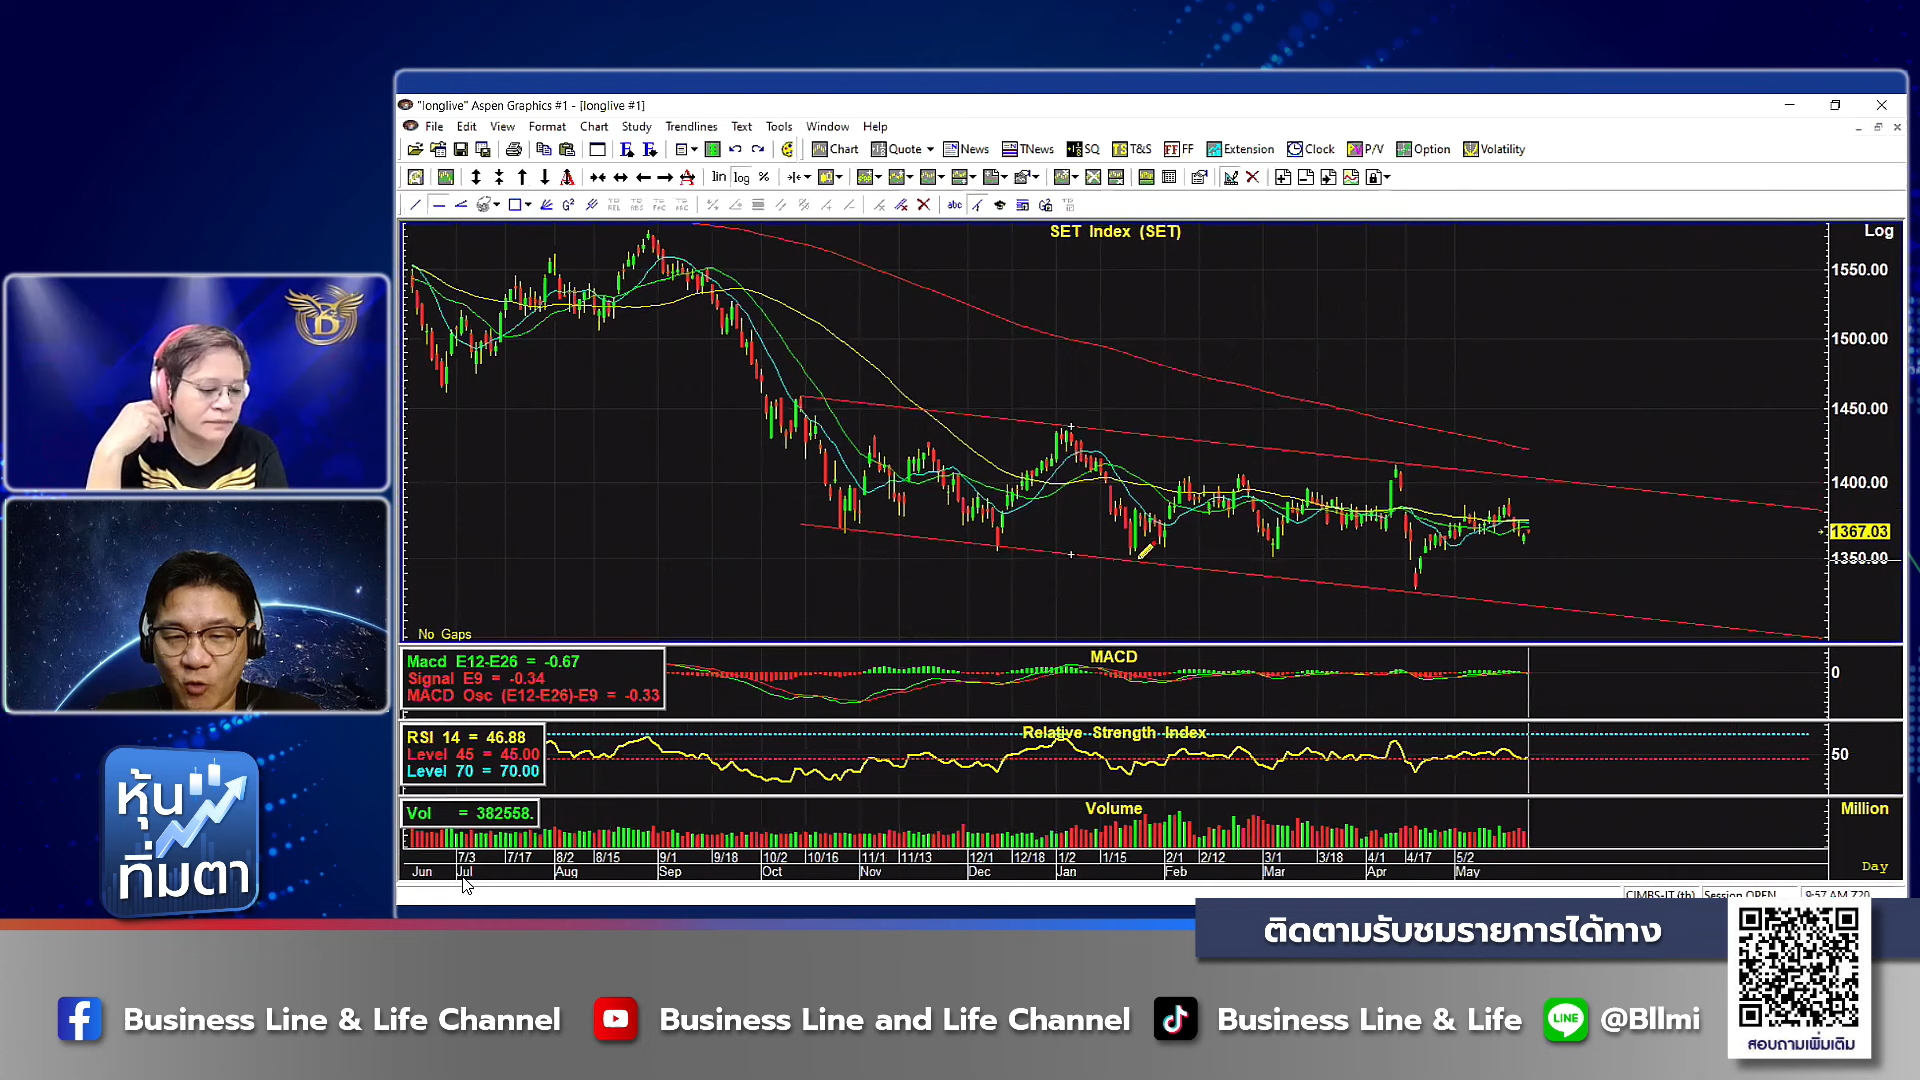 "longlive" Aspen Graphics #1 - [longlive #1]
File Edit View Format Chart Study Trendlines Text Tools Window Help
Chart Quote News TNews SQ T&S FF Extension Clock P/V Option Volatility
lin log %
abc
SET Index (SET)
Log
1550.00
1500.00
1450.00
1400.00
1367.03
1350.00
No Gaps
MACD
Macd E12-E26 = -0.67
Signal E9 = -0.34
MACD Osc (E12-E26)-E9 = -0.33
0
Relative Strength Index
RSI 14 = 46.88
Level 45 = 45.00
Level 70 = 70.00
50
Volume
Vol = 382558.
Million
7/3 7/17 8/2 8/15 9/1 9/18 10/2 10/16 11/1 11/13 12/1 12/18 1/2 1/15 2/1 2/12 3/1 3/18 4/1 4/17 5/2
Jun Jul Aug Sep Oct Nov Dec Jan Feb Mar Apr May
Day
CIMBS-IT (th) Session OPEN 9:57 AM
หุ้น
ทิ่มตา
ติดตามรับชมรายการได้ทาง
Business Line & Life Channel
Business Line and Life Channel
Business Line & Life
LINE
@Bllmi
สอบถามเพิ่มเติม